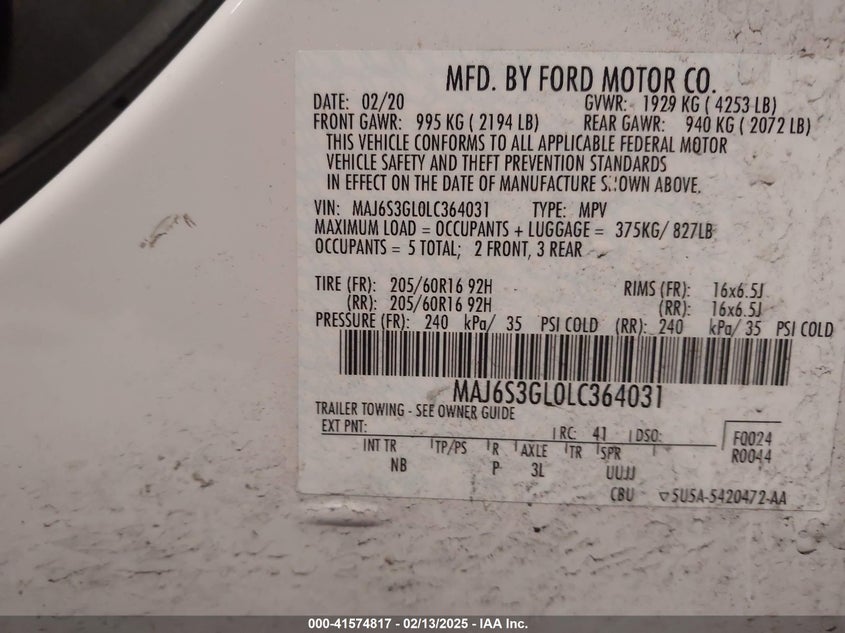 MFD. BY FORD MOTOR CO.
DATE: 02/20 GVWR: 1929 KG ( 4253 LB)
FRONT GAWR: 995 KG ( 2194 LB) REAR GAWR: 940 KG ( 2072 LB)
THIS VEHICLE CONFORMS TO ALL APPLICABLE FEDERAL MOTOR
VEHICLE SAFETY AND THEFT PREVENTION STANDARDS
IN EFFECT ON THE DATE OF MANUFACTURE SHOWN ABOVE.
VIN: MAJ6S3GL0LC364031 TYPE: MPV
MAXIMUM LOAD = OCCUPANTS + LUGGAGE = 375KG/ 827LB
OCCUPANTS = 5 TOTAL; 2 FRONT, 3 REAR
TIRE (FR): 205/60R16 92H RIMS (FR): 16x6.5J
(RR): 205/60R16 92H (RR): 16x6.5J
PRESSURE (FR): 240 kPa/ 35 PSI COLD (RR): 240 kPa/ 35 PSI COLD
MAJ6S3GL0LC364031
TRAILER TOWING - SEE OWNER GUIDE
EXT PNT: RC: 41 DSO: F0024
INT TR TP/PS R AXLE TR SPR R0044
NB P 3L UUJJ
CBU 5U5A-5420472-AA
000-41574817 - 02/13/2025 - IAA Inc.